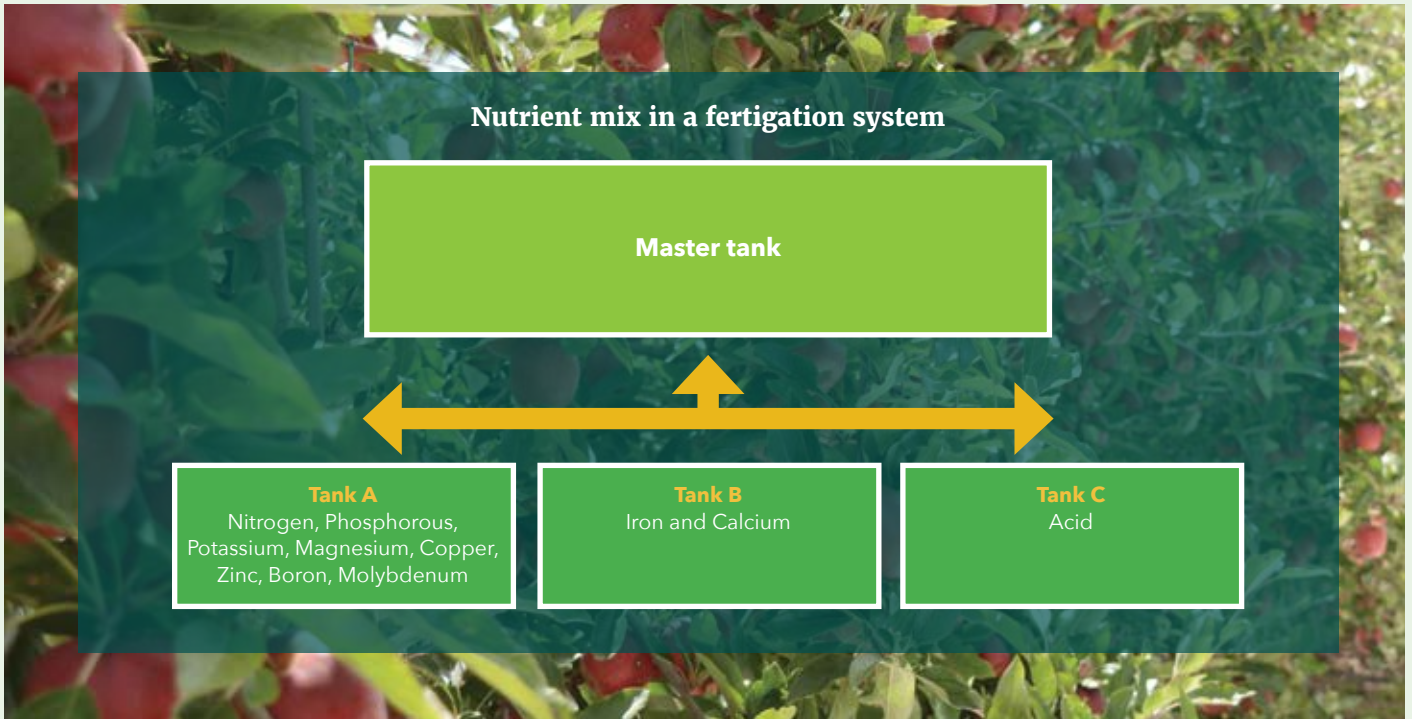 Nutrient mix in a fertigation system
Master tank
Tank A
Nitrogen, Phosphorous,
Potassium, Magnesium, Copper,
Zinc, Boron, Molybdenum
Tank B
Iron and Calcium
Tank C
Acid